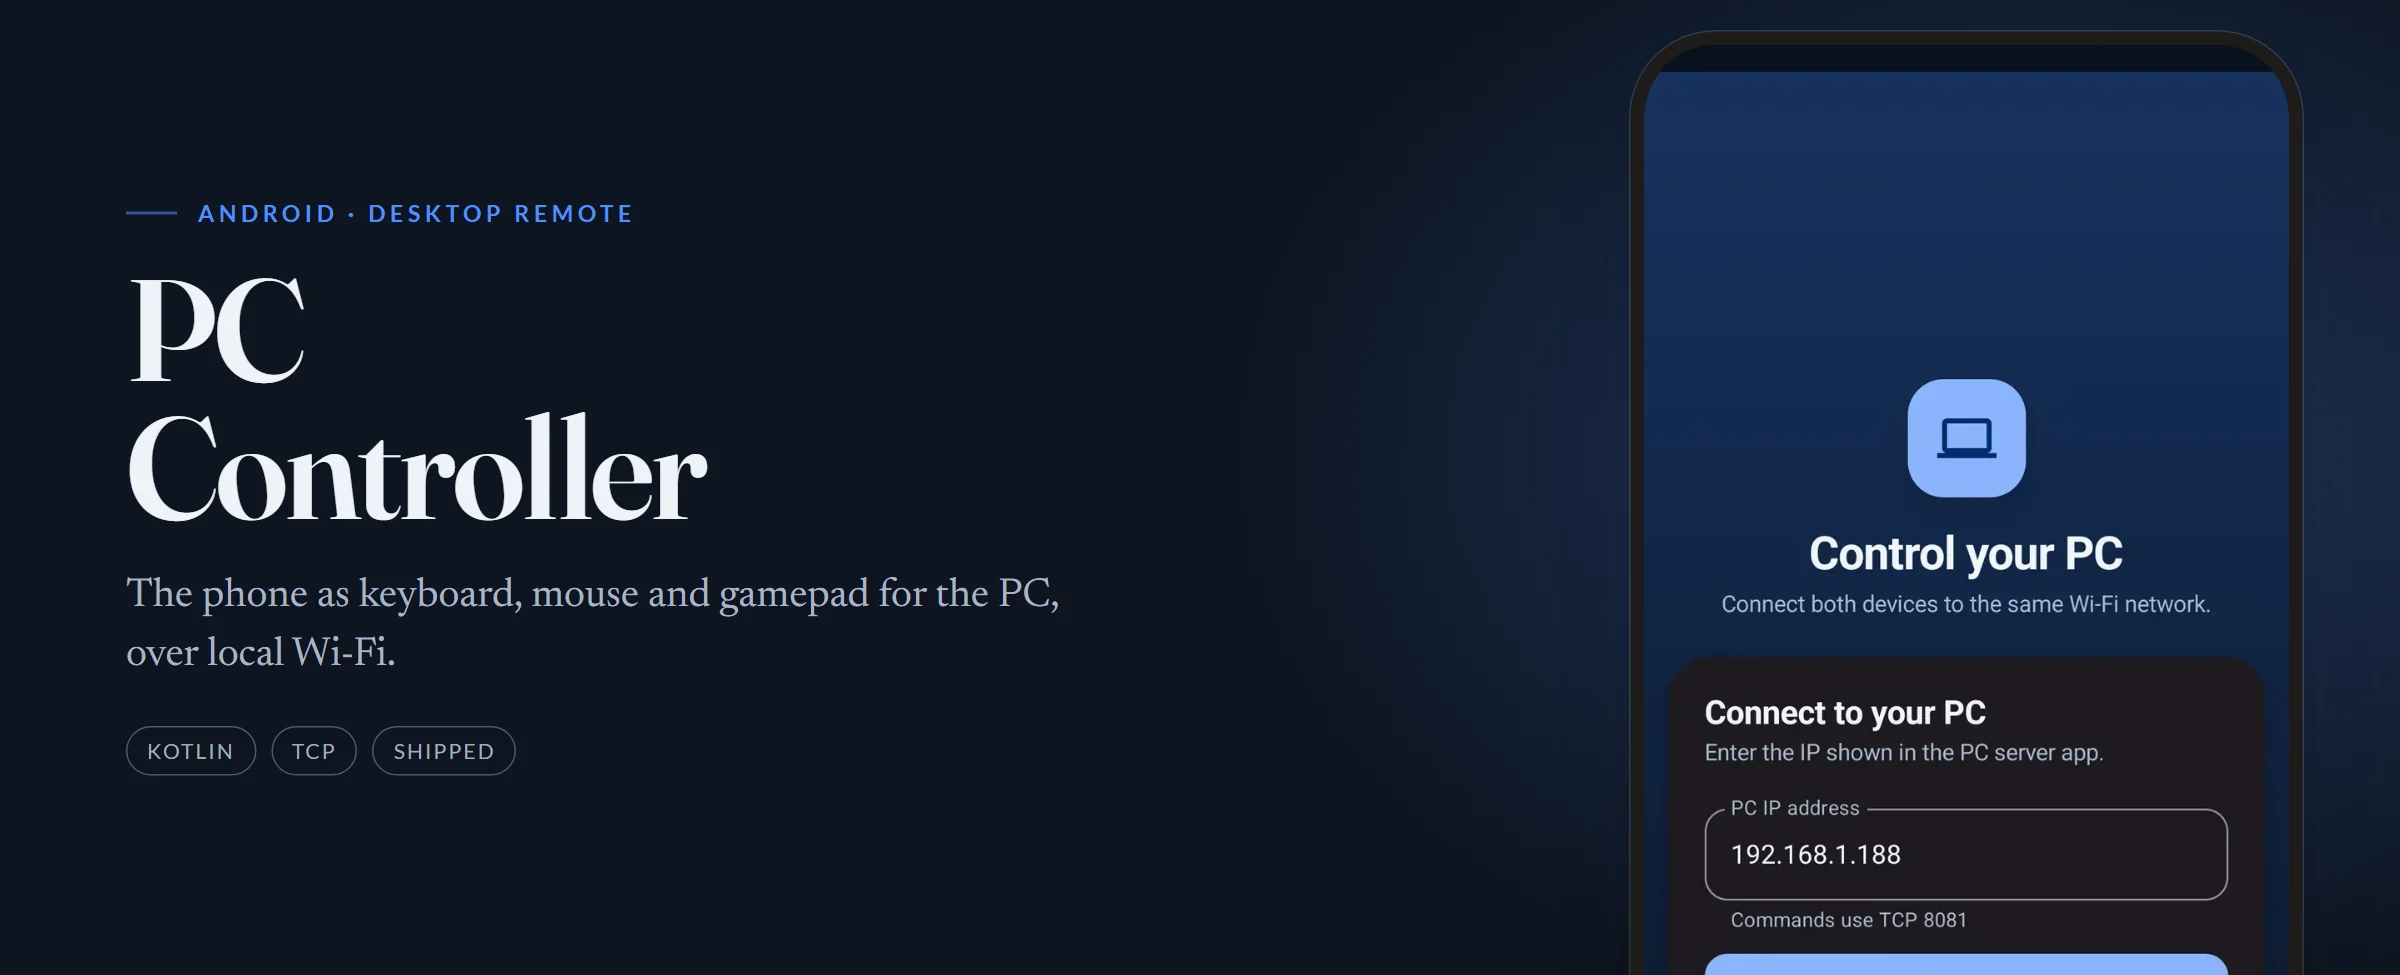 ANDROID · DESKTOP REMOTE
PC
Controller
The phone as keyboard, mouse and gamepad for the PC,
over local Wi-Fi.
KOTLIN TCP SHIPPED
Control your PC
Connect both devices to the same Wi-Fi network.
Connect to your PC
Enter the IP shown in the PC server app.
PC IP address
192.168.1.188
Commands use TCP 8081